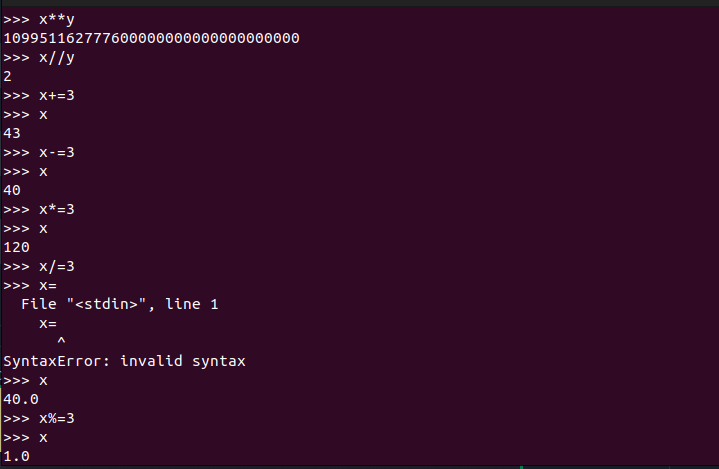 >>> x**y
109951162777600000000000000000000
>>> x//y
2
>>> x+=3
>>> x
43
>>> x-=3
>>> x
40
>>> x*=3
>>> x
120
>>> x/=3
>>> x=
  File "<stdin>", line 1
    x=
      ^
SyntaxError: invalid syntax
>>> x
40.0
>>> x%=3
>>> x
1.0